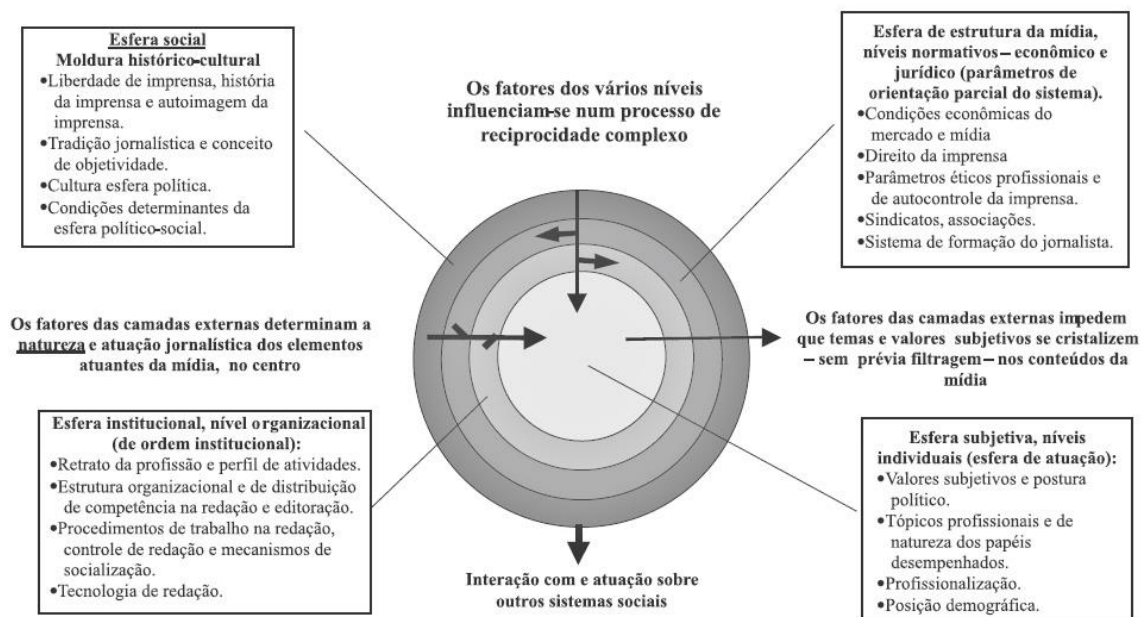 Esfera social
Moldura histórico-cultural
•Liberdade de imprensa, história
da imprensa e autoimagem da
imprensa.
•Tradição jornalística e conceito
de objetividade.
•Cultura esfera política.
•Condições determinantes da
esfera político-social.
Os fatores dos vários níveis
influenciam-se num processo de
reciprocidade complexo
Esfera de estrutura da mídia,
níveis normativos – econômico e
jurídico (parâmetros de
orientação parcial do sistema).
•Condições econômicas do
mercado e mídia
•Direito da imprensa
•Parâmetros éticos profissionais e
de autocontrole da imprensa.
•Sindicatos, associações.
•Sistema de formação do jornalista.
Os fatores das camadas externas determinam a
natureza e atuação jornalística dos elementos
atuantes da mídia, no centro
Os fatores das camadas externas impedem
que temas e valores subjetivos se cristalizem
– sem prévia filtragem – nos conteúdos da
mídia
Esfera institucional, nível organizacional
(de ordem institucional):
•Retrato da profissão e perfil de atividades.
•Estrutura organizacional e de distribuição
de competência na redação e editoração.
•Procedimentos de trabalho na redação,
controle de redação e mecanismos de
socialização.
•Tecnologia de redação.
Interação com e atuação sobre
outros sistemas sociais
Esfera subjetiva, níveis
individuais (esfera de atuação):
•Valores subjetivos e postura
político.
•Tópicos profissionais e de
natureza dos papéis
desempenhados.
•Profissionalização.
•Posição demográfica.